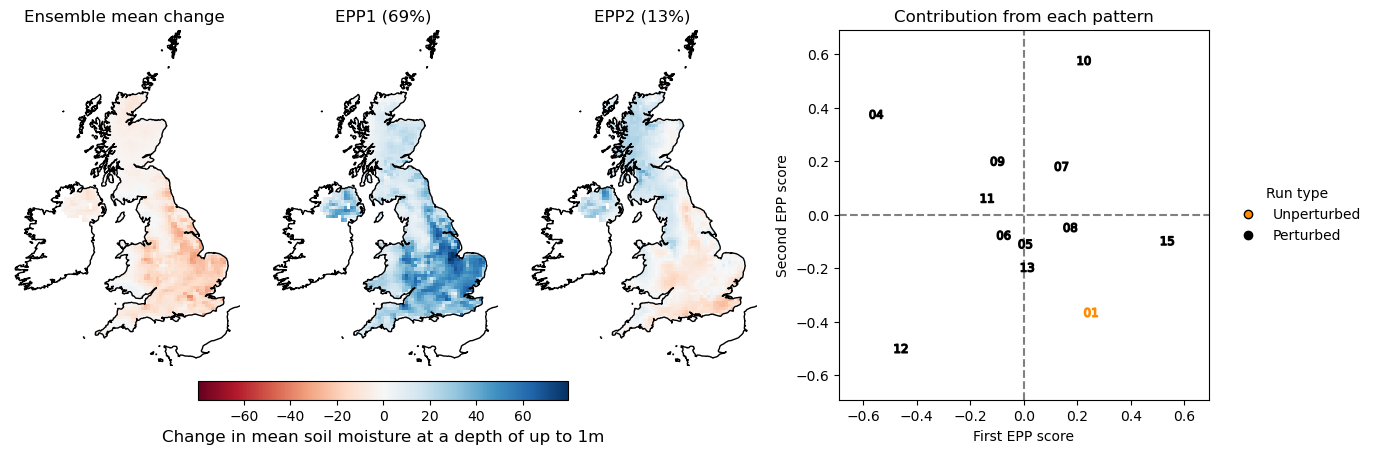 Ensemble mean change
EPP1 (69%)
EPP2 (13%)
Contribution from each pattern
−60 −40 −20 0 20 40 60
Change in mean soil moisture at a depth of up to 1m
Second EPP score
0.6
0.4
0.2
0.0
−0.2
−0.4
−0.6
10
04
09
07
11
08
06
05
15
13
01
12
−0.6 −0.4 −0.2 0.0 0.2 0.4 0.6
First EPP score
Run type
Unperturbed
Perturbed